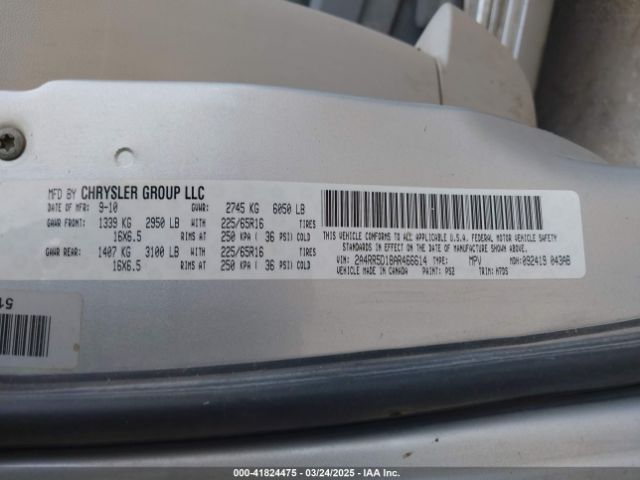 MFD BY CHRYSLER GROUP LLC
DATE OF MFR: 9-10 GVWR: 2745 KG 6050 LB
GAWR FRONT: 1339 KG 2950 LB WITH 225/65R16 TIRES
16X6.5 RIMS AT 250 KPA ( 36 PSI) COLD
GAWR REAR: 1407 KG 3100 LB WITH 225/65R16 TIRES
16X6.5 RIMS AT 250 KPA ( 36 PSI) COLD
THIS VEHICLE CONFORMS TO ALL APPLICABLE U.S.A. FEDERAL MOTOR VEHICLE SAFETY
STANDARDS IN EFFECT ON THE DATE OF MANUFACTURE SHOWN ABOVE.
VIN: 2A4RR5D18AR466614 TYPE: MPV MDH: 092419 043AB
MADE IN CANADA PAINT: PS2 TRIM: H7DS
51
000-41824475 - 03/24/2025 - IAA Inc.